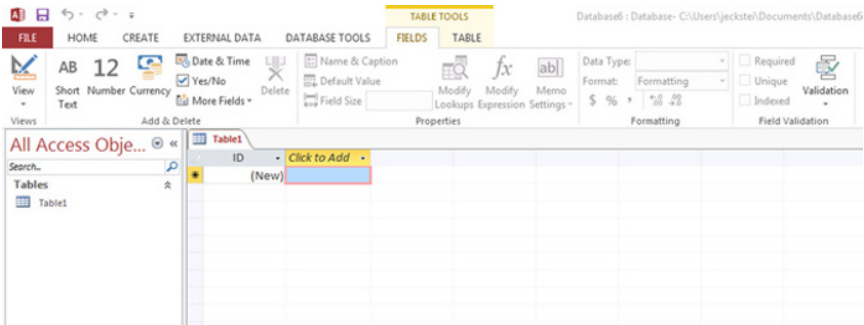 TABLE TOOLS
Database6 : Database- C:\Users\jeckstei\Documents\Database6
FILE HOME CREATE EXTERNAL DATA DATABASE TOOLS FIELDS TABLE
View
AB Short Text
12 Number
Currency
Date & Time
Yes/No
More Fields
Delete
Name & Caption
Default Value
Field Size
Modify Lookups
fx Modify Expression
ab Memo Settings
Data Type:
Format: Formatting
$ % ,
Required
Unique
Indexed
Validation
Views Add & Delete Properties Formatting Field Validation
All Access Obje... «
Search...
Tables
Table1
Table1
ID Click to Add
(New)